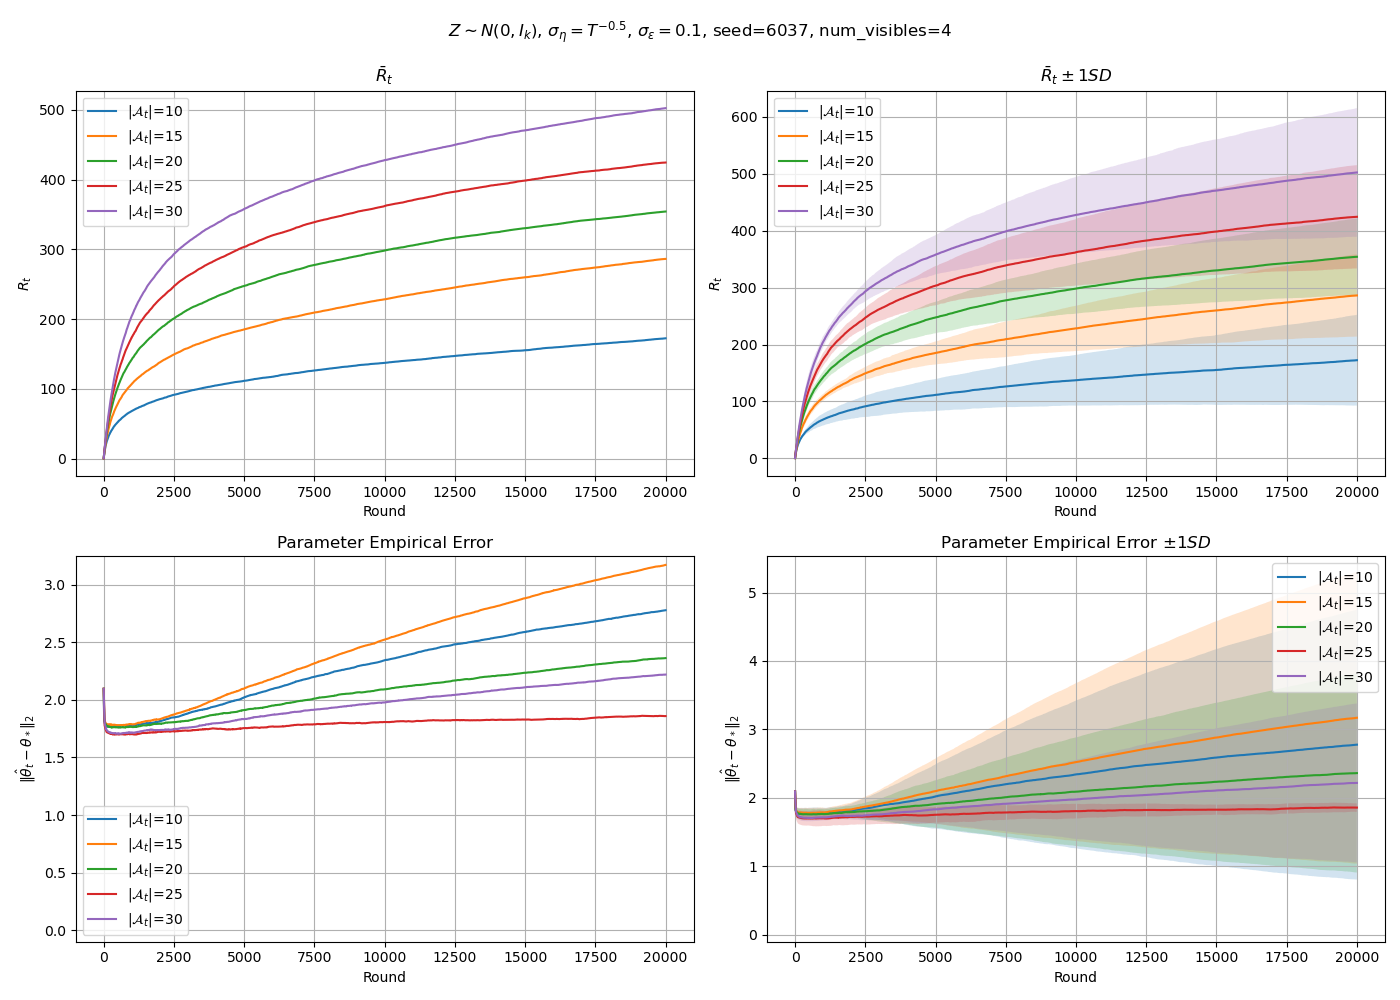 Z ~ N(0, I_k), σ_η = T^{-0.5}, σ_ε = 0.1, seed=6037, num_visibles=4
R̄_t
R_t
500
400
300
200
100
0
|𝒜_t|=10
|𝒜_t|=15
|𝒜_t|=20
|𝒜_t|=25
|𝒜_t|=30
0 2500 5000 7500 10000 12500 15000 17500 20000
Round
R̄_t ± 1SD
R_t
600
500
400
300
200
100
0
|𝒜_t|=10
|𝒜_t|=15
|𝒜_t|=20
|𝒜_t|=25
|𝒜_t|=30
0 2500 5000 7500 10000 12500 15000 17500 20000
Round
Parameter Empirical Error
‖θ̂_t − θ_*‖_2
3.0
2.5
2.0
1.5
1.0
0.5
0.0
|𝒜_t|=10
|𝒜_t|=15
|𝒜_t|=20
|𝒜_t|=25
|𝒜_t|=30
0 2500 5000 7500 10000 12500 15000 17500 20000
Round
Parameter Empirical Error ±1SD
‖θ̂_t − θ_*‖_2
5
4
3
2
1
0
|𝒜_t|=10
|𝒜_t|=15
|𝒜_t|=20
|𝒜_t|=25
|𝒜_t|=30
0 2500 5000 7500 10000 12500 15000 17500 20000
Round